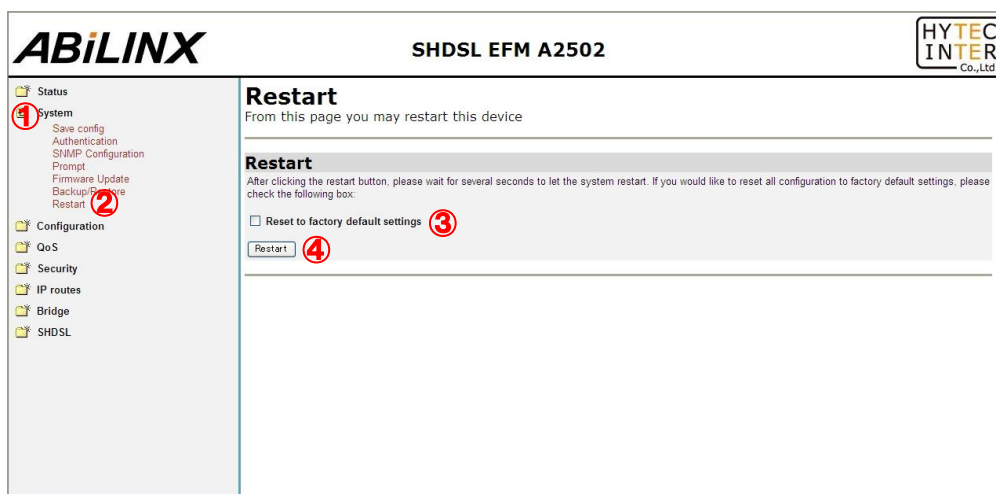 ABiLINX
SHDSL EFM A2502
HYTEC
INTER
Co.,Ltd
Status
① System
Save config
Authentication
SNMP Configuration
Prompt
Firmware Update
Backup/Restore
Restart ②
Configuration
QoS
Security
IP routes
Bridge
SHDSL
Restart
From this page you may restart this device
Restart
After clicking the restart button, please wait for several seconds to let the system restart. If you would like to reset all configuration to factory default settings, please
check the following box:
Reset to factory default settings ③
Restart ④